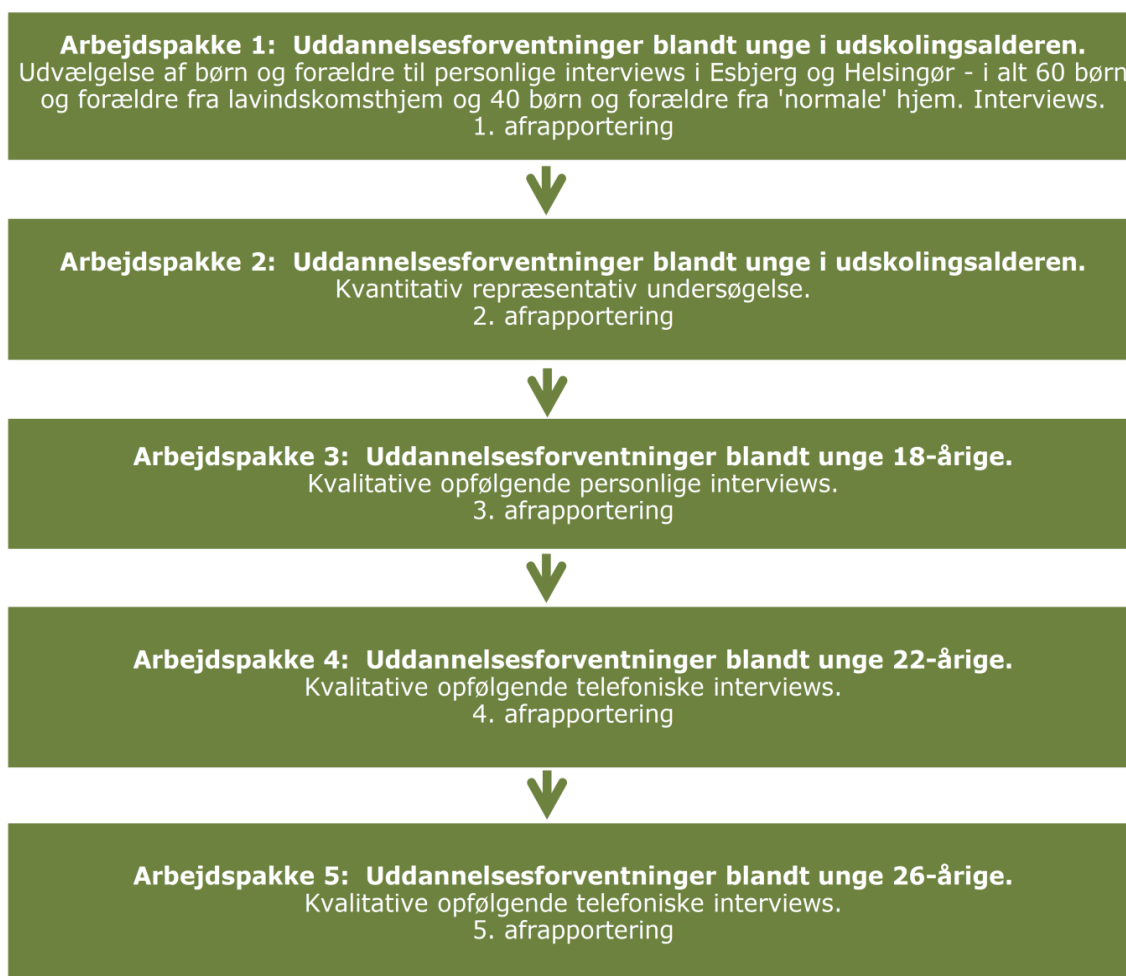 Arbejdspakke 1: Uddannelsesforventninger blandt unge i udskolingsalderen.
Udvælgelse af børn og forældre til personlige interviews i Esbjerg og Helsingør - i alt 60 børn
og forældre fra lavindskomsthjem og 40 børn og forældre fra 'normale' hjem. Interviews.
1. afrapportering
Arbejdspakke 2: Uddannelsesforventninger blandt unge i udskolingsalderen.
Kvantitativ repræsentativ undersøgelse.
2. afrapportering
Arbejdspakke 3: Uddannelsesforventninger blandt unge 18-årige.
Kvalitative opfølgende personlige interviews.
3. afrapportering
Arbejdspakke 4: Uddannelsesforventninger blandt unge 22-årige.
Kvalitative opfølgende telefoniske interviews.
4. afrapportering
Arbejdspakke 5: Uddannelsesforventninger blandt unge 26-årige.
Kvalitative opfølgende telefoniske interviews.
5. afrapportering